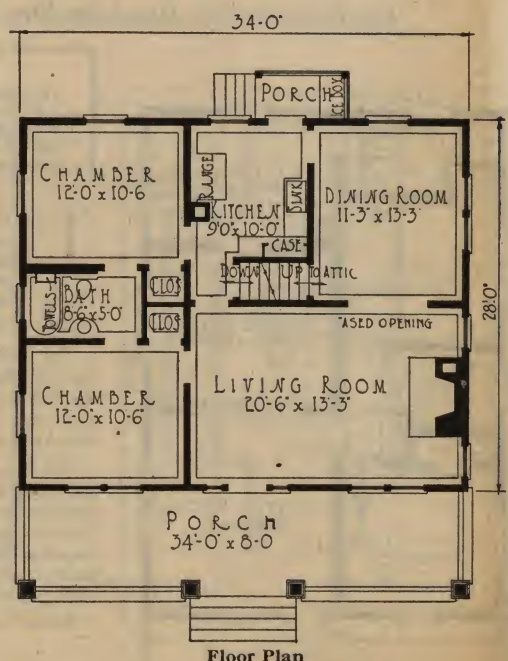 34-0"
PORCH
ICE BOX
CHAMBER
12'-0" x 10-6
RANGE
KITCHEN
9'0" x 10'-0"
SINK
DINING ROOM
11'-3" x 13'-3"
CASE
DOWN UP TO ATTIC
28'0"
TOWELS
BATH
8'-6" x 5'-0"
CLOS
CLOS
ASED OPENING
CHAMBER
12-0" x 10-6"
LIVING ROOM
20'-6" x 13'-3"
PORCH
34'-0" x 8-0
Floor Plan